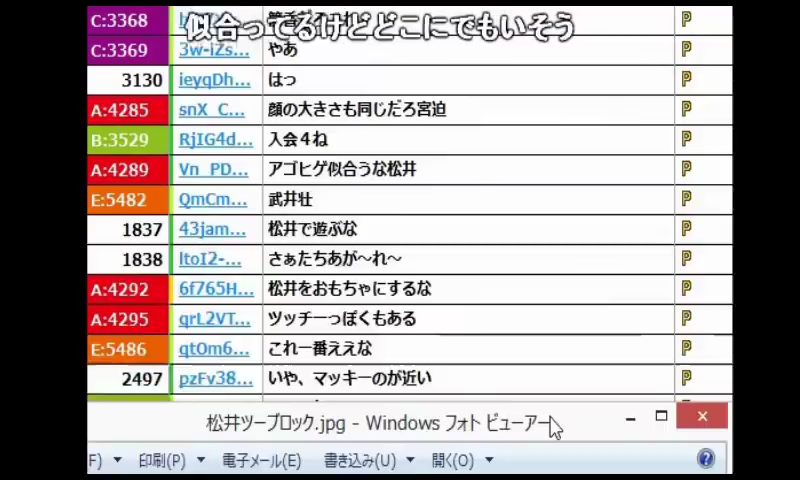 似合ってるけどどこにでもいそう
C:3368 P
C:3369 3w-iZs... やあ P
3130 ieyqDh... はっ P
A:4285 snX_C... 顔の大きさも同じだろ宮迫 P
B:3529 RjIG4d... 入会4ね P
A:4289 Vn_PD... アゴヒゲ似合うな松井 P
E:5482 QmCm... 武井壮 P
1837 43jam... 松井で遊ぶな P
1838 ltoI2-... さぁたちあが～れ～ P
A:4292 6f765H... 松井をおもちゃにするな P
A:4295 qrL2VT... ツッチーっぽくもある P
E:5486 qtOm6... これ一番ええな P
2497 pzFv38... いや、マッキーのが近い P
松井ツーブロック.jpg - Windows フォト ビューアー
F) 印刷(P) 電子メール(E) 書き込み(U) 開く(O)